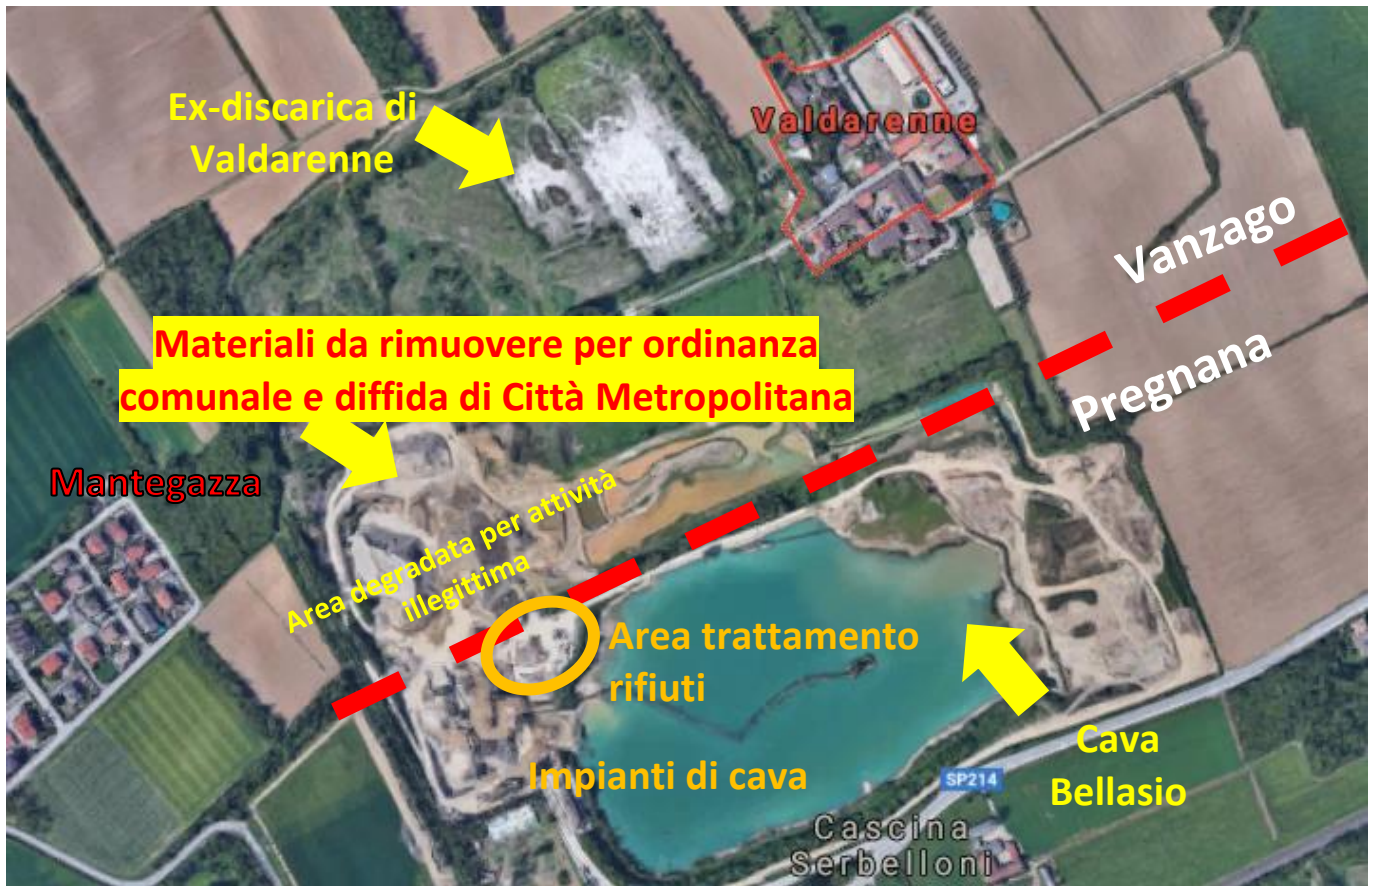 Ex-discarica di
Valdarenne
Valdarenne
Vanzago
Pregnana
Materiali da rimuovere per ordinanza
comunale e diffida di Città Metropolitana
Mantegazza
Area degradata per attività
illegittima
Area trattamento
rifiuti
Impianti di cava
Cava
Bellasio
SP214
Cascina
Serbelloni